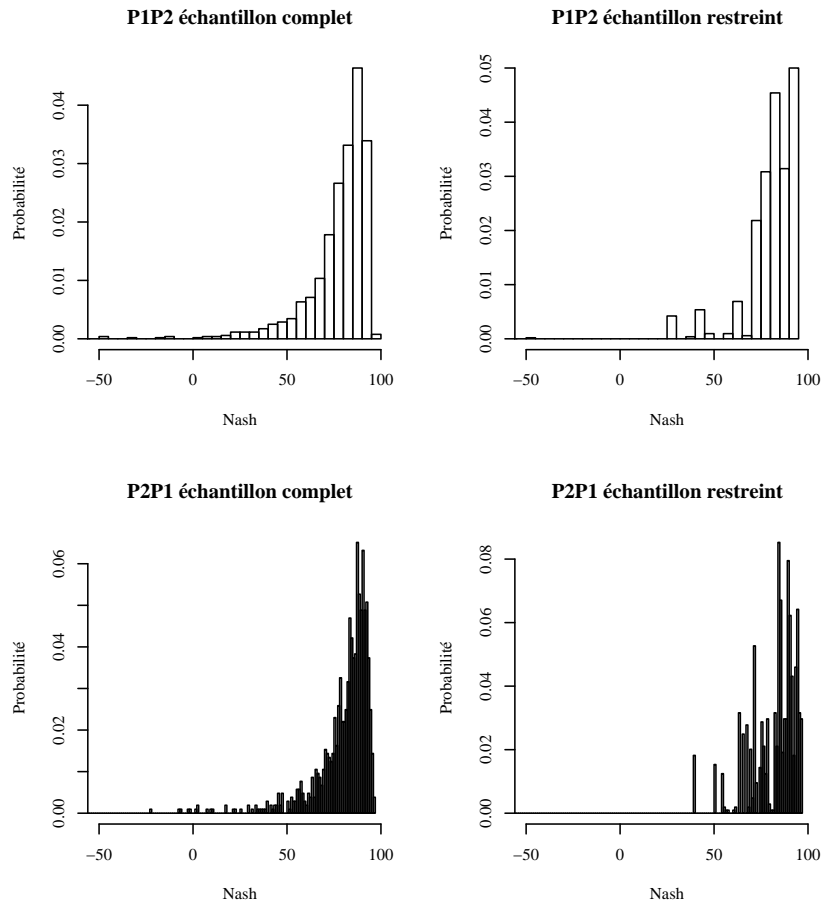 P1P2 échantillon complet
Probabilité
0.00 0.01 0.02 0.03 0.04
−50 0 50 100
Nash
P1P2 échantillon restreint
Probabilité
0.00 0.01 0.02 0.03 0.04 0.05
−50 0 50 100
Nash
P2P1 échantillon complet
Probabilité
0.00 0.02 0.04 0.06
−50 0 50 100
Nash
P2P1 échantillon restreint
Probabilité
0.00 0.02 0.04 0.06 0.08
−50 0 50 100
Nash